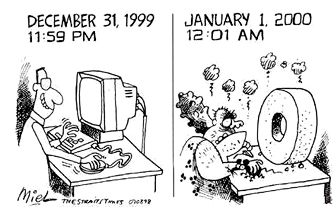 DECEMBER 31, 1999
11:59 PM
JANUARY 1, 2000
12:01 AM
Miel
THE STRAITS TIMES